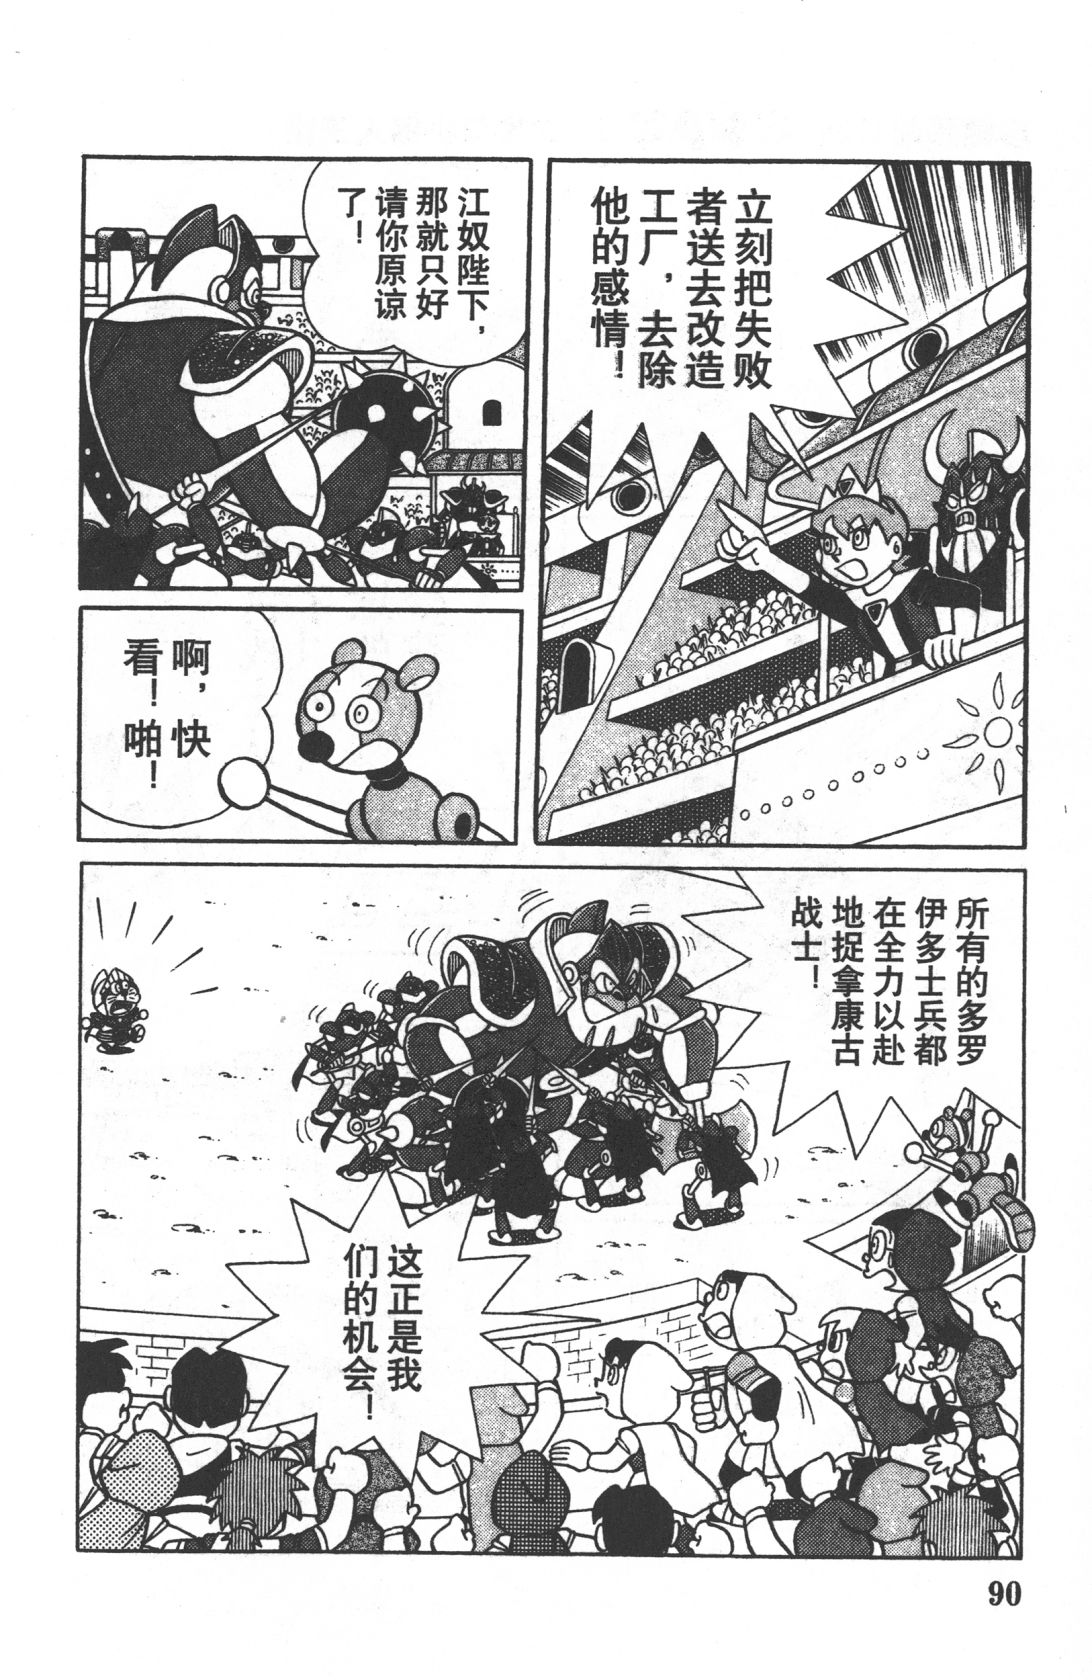 立刻把失败
者送去改造
工厂，去除
他的感情！
江奴陛下，
那就只好
请你原谅
了！
啊，快
看！啪！
所有的多罗
伊多士兵都
在全力以赴
地捉拿康古
战士！
这正是我
们的机会！
90